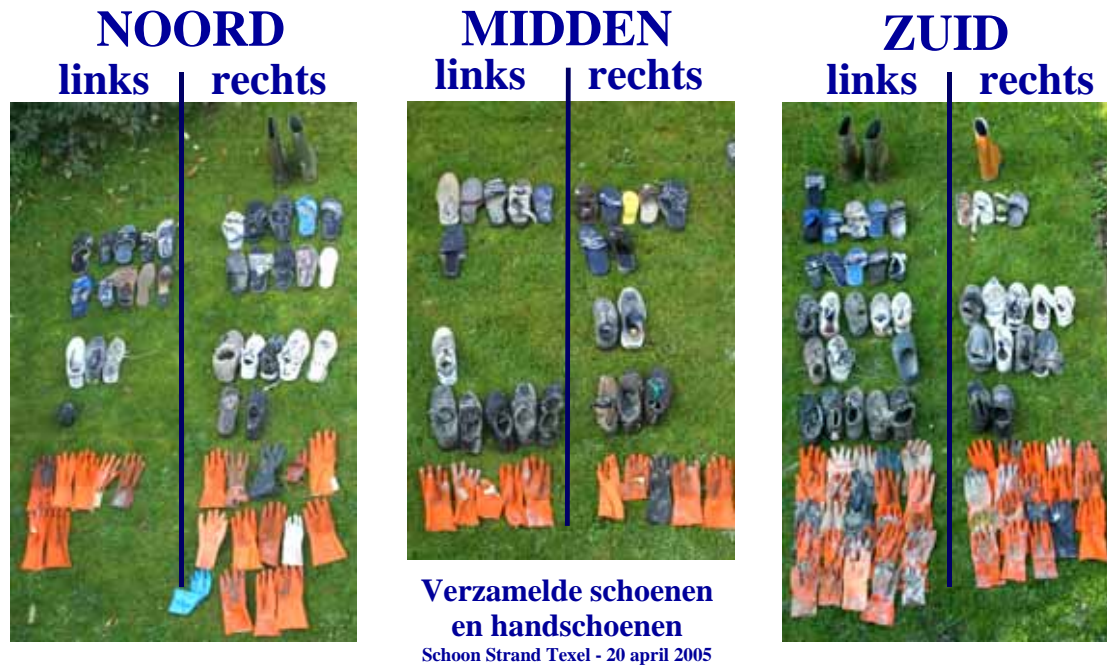 NOORD
links rechts
MIDDEN
links rechts
ZUID
links rechts
Verzamelde schoenen
en handschoenen
Schoon Strand Texel - 20 april 2005